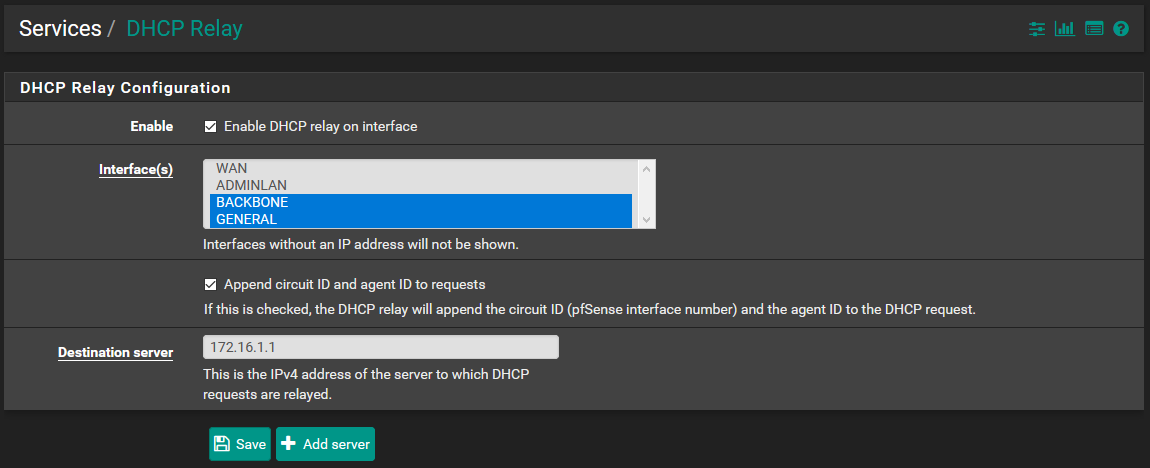 Services / DHCP Relay
DHCP Relay Configuration
Enable Enable DHCP relay on interface
Interface(s)
WAN
ADMINLAN
BACKBONE
GENERAL
Interfaces without an IP address will not be shown.
Append circuit ID and agent ID to requests
If this is checked, the DHCP relay will append the circuit ID (pfSense interface number) and the agent ID to the DHCP request.
Destination server 172.16.1.1
This is the IPv4 address of the server to which DHCP
requests are relayed.
Save Add server